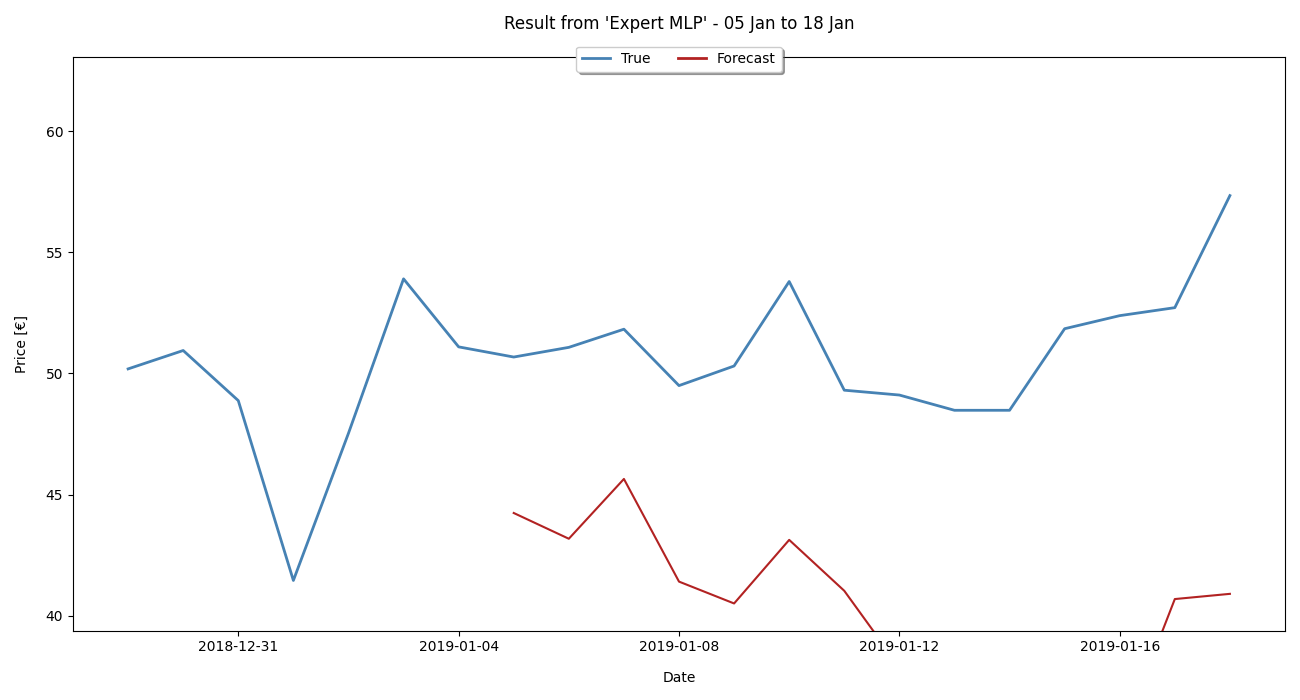 Result from 'Expert MLP' - 05 Jan to 18 Jan
True Forecast
60
55
50
45
40
Price [€]
2018-12-31 2019-01-04 2019-01-08 2019-01-12 2019-01-16
Date